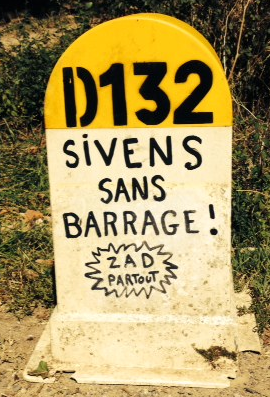 D132
SiVENS
SANS
BARRAGE!
ZAD
PARTOUT